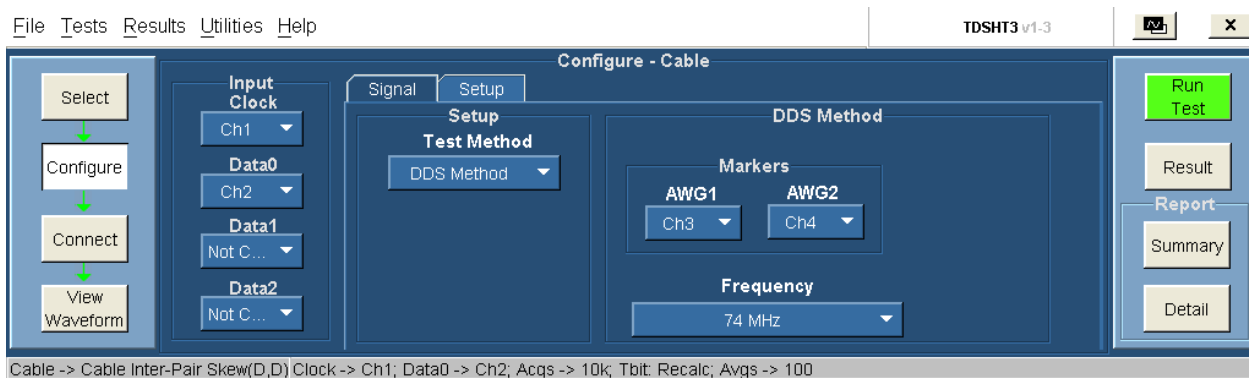 File Tests Results Utilities Help
TDSHT3 v1.3
Configure - Cable
Select
Configure
Connect
View
Waveform
Input
Clock
Ch1
Data0
Ch2
Data1
Not C...
Data2
Not C...
Signal
Setup
Setup
Test Method
DDS Method
DDS Method
Markers
AWG1
Ch3
AWG2
Ch4
Frequency
74 MHz
Run
Test
Result
Report
Summary
Detail
Cable -> Cable Inter-Pair Skew(D,D) Clock -> Ch1; Data0 -> Ch2; Acqs -> 10k; Tbit: Recalc; Avgs -> 100